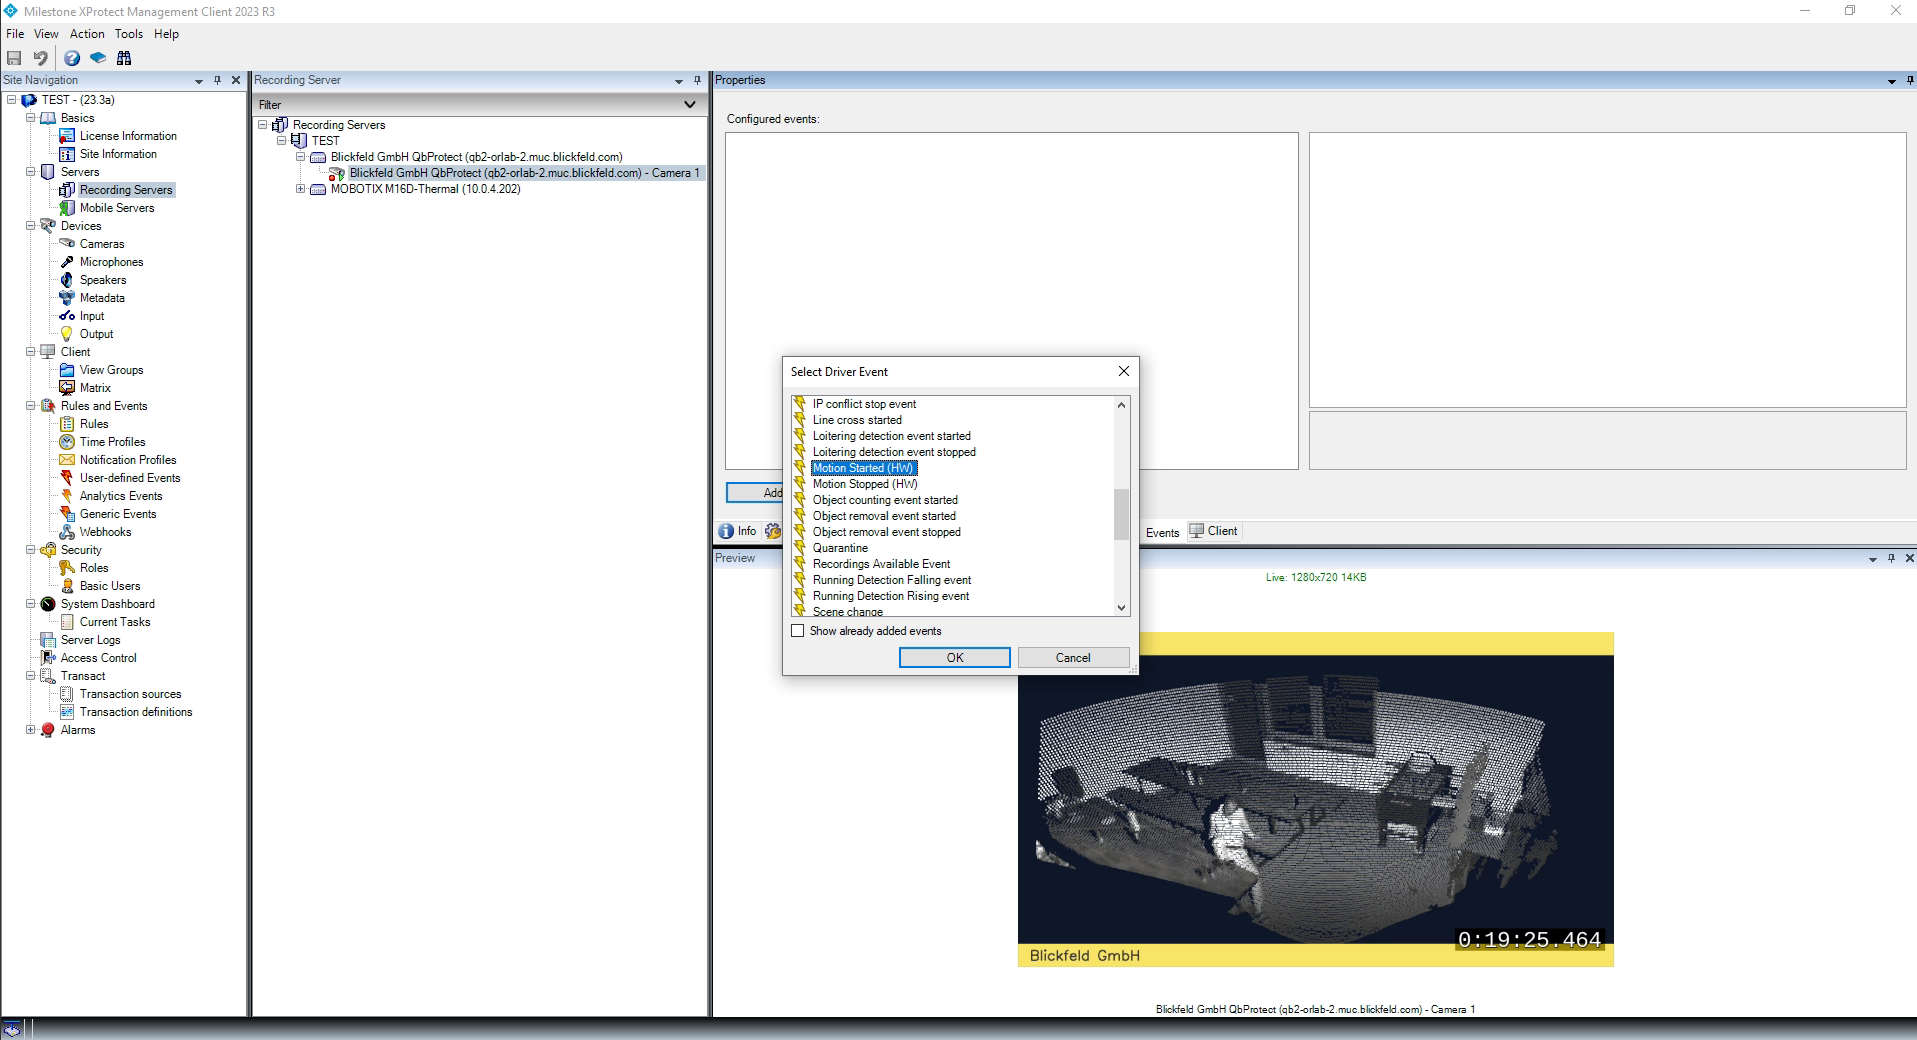 Milestone XProtect Management Client 2023 R3
File View Action Tools Help
Site Navigation
TEST - (23.3a)
Basics
License Information
Site Information
Servers
Recording Servers
Mobile Servers
Devices
Cameras
Microphones
Speakers
Metadata
Input
Output
Client
View Groups
Matrix
Rules and Events
Rules
Time Profiles
Notification Profiles
User-defined Events
Analytics Events
Generic Events
Webhooks
Security
Roles
Basic Users
System Dashboard
Current Tasks
Server Logs
Access Control
Transact
Transaction sources
Transaction definitions
Alarms
Recording Server
Filter
Recording Servers
TEST
Blickfeld GmbH QbProtect (qb2-orlab-2.muc.blickfeld.com)
Blickfeld GmbH QbProtect (qb2-orlab-2.muc.blickfeld.com) - Camera 1
MOBOTIX M16D-Thermal (10.0.4.202)
Properties
Configured events:
Add
Info
Events
Client
Select Driver Event
IP conflict stop event
Line cross started
Loitering detection event started
Loitering detection event stopped
Motion Started (HW)
Motion Stopped (HW)
Object counting event started
Object removal event started
Object removal event stopped
Quarantine
Recordings Available Event
Running Detection Falling event
Running Detection Rising event
Scene change
Show already added events
OK Cancel
Preview
Live: 1280x720 14KB
0:19:25.464
Blickfeld GmbH
Blickfeld GmbH QbProtect (qb2-orlab-2.muc.blickfeld.com) - Camera 1